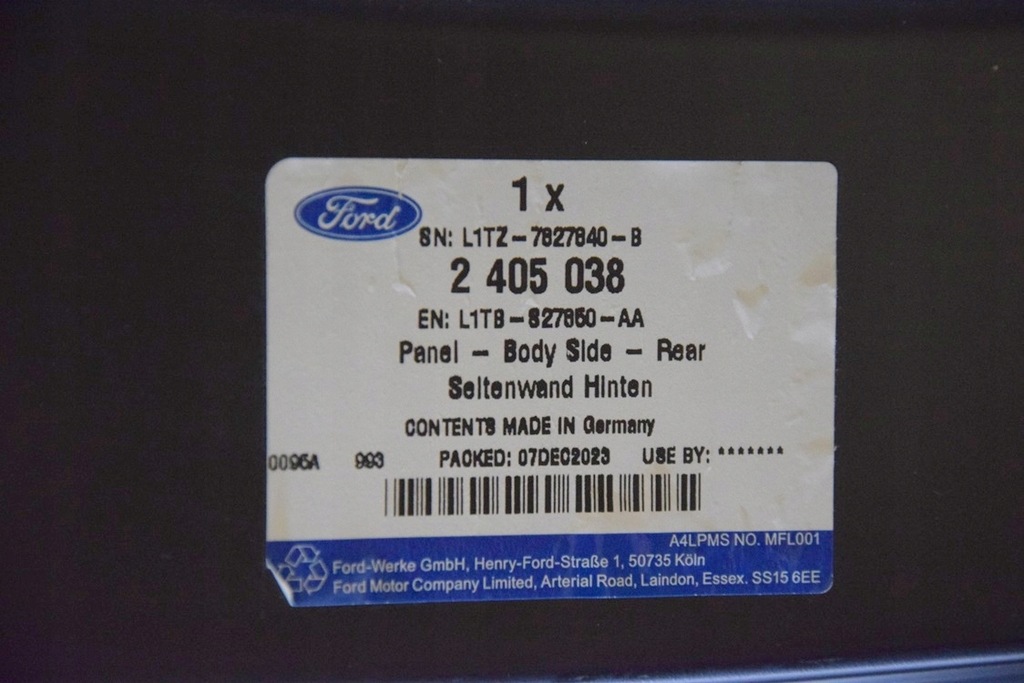 Ford
1 x
SN: L1TZ-7827840-B
2 405 038
EN: L1TB-S27850-AA
Panel - Body Side - Rear
Seitenwand Hinten
CONTENTS MADE IN Germany
0095A 993 PACKED: 07DEC2023 USE BY: *******
A4LPMS NO. MFL001
Ford-Werke GmbH, Henry-Ford-Straße 1, 50735 Köln
Ford Motor Company Limited, Arterial Road, Laindon, Essex. SS15 6EE